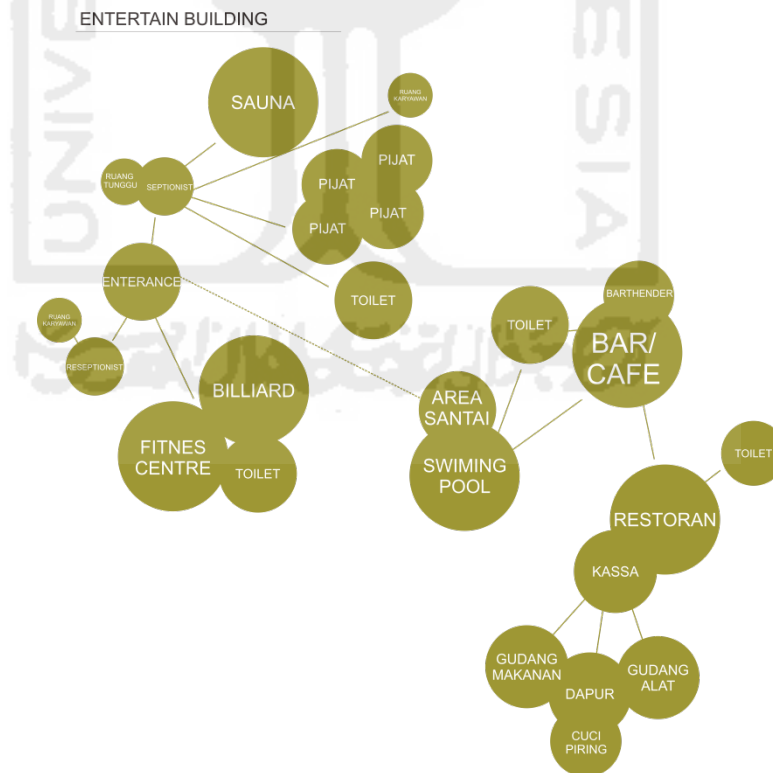 ENTERTAIN BUILDING
SAUNA
RUANG
KARYAWAN
PIJAT
RUANG
TUNGGU
SEPTIONIST
PIJAT
PIJAT
PIJAT
ENTERANCE
TOILET
BARTHENDER
RUANG
KARYAWAN
TOILET
BAR/
CAFE
RESEPTIONIST
BILLIARD
AREA
SANTAI
FITNES
CENTRE
TOILET
SWIMING
POOL
TOILET
RESTORAN
KASSA
GUDANG
MAKANAN
DAPUR
GUDANG
ALAT
CUCI
PIRING
UNIVE
ESIA